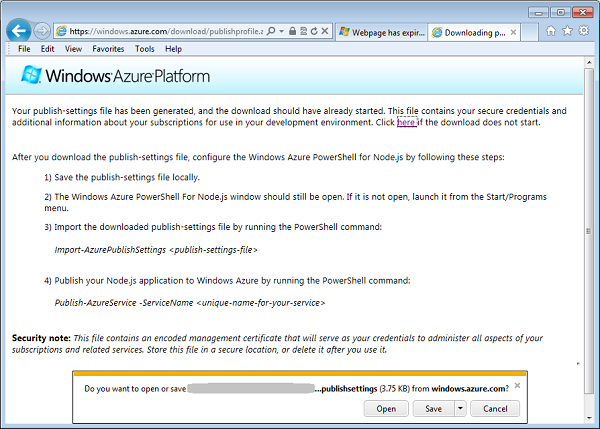 https://windows.azure.com/download/publishprofile.a
Webpage has expir...
Downloading p...
File Edit View Favorites Tools Help
Windows Azure Platform
Your publish-settings file has been generated, and the download should have already started. This file contains your secure credentials and
additional information about your subscriptions for use in your development environment. Click here if the download does not start.
After you download the publish-settings file, configure the Windows Azure PowerShell for Node.js by following these steps:
1) Save the publish-settings file locally.
2) The Windows Azure PowerShell For Node.js window should still be open. If it is not open, launch it from the Start/Programs
menu.
3) Import the downloaded publish-settings file by running the PowerShell command:
Import-AzurePublishSettings <publish-settings-file>
4) Publish your Node.js application to Windows Azure by running the PowerShell command:
Publish-AzureService -ServiceName <unique-name-for-your-service>
Security note: This file contains an encoded management certificate that will serve as your credentials to administer all aspects of your
subscriptions and related services. Store this file in a secure location, or delete it after you use it.
Do you want to open or save ...publishsettings (3.75 KB) from windows.azure.com?
Open Save Cancel